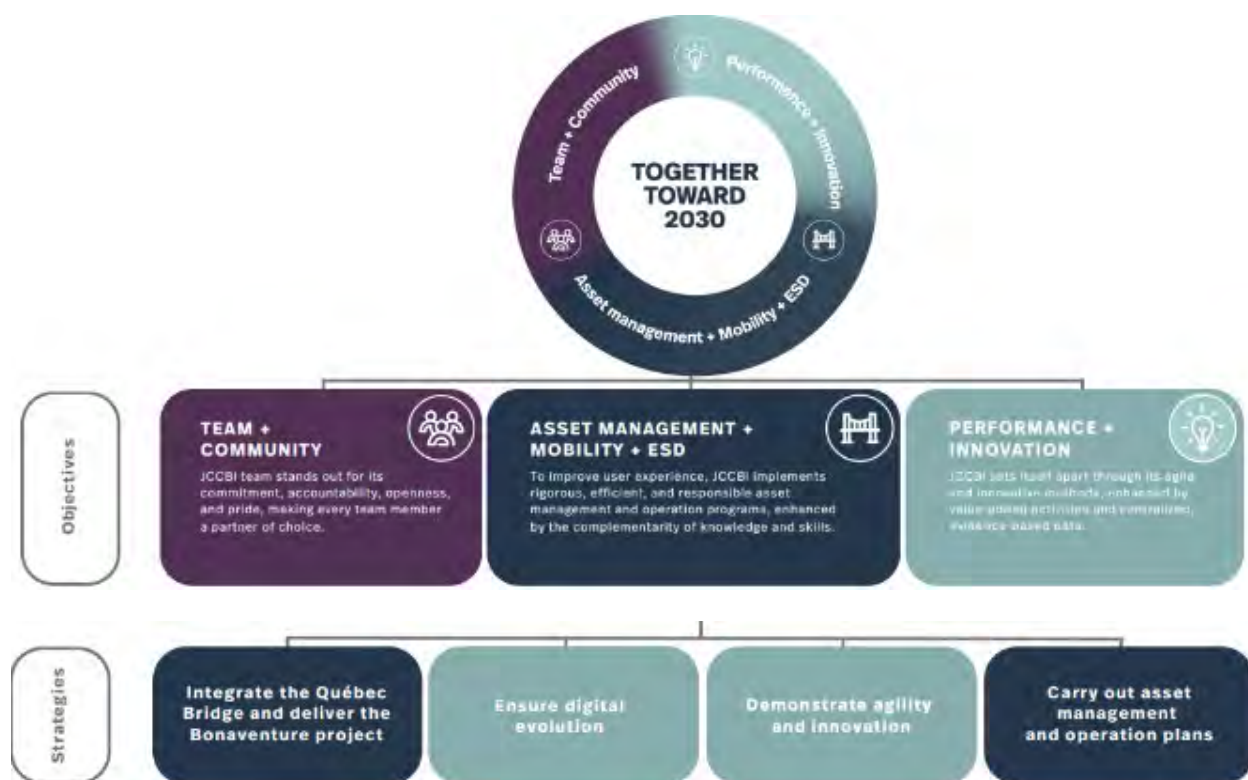 Team + Community
Performance + Innovation
TOGETHER
TOWARD
2030
Asset management + Mobility + ESD
Objectives
TEAM +
COMMUNITY
JCCBI team stands out for its
commitment, accountability, openness,
and pride, making every team member
a partner of choice.
ASSET MANAGEMENT +
MOBILITY + ESD
To improve user experience, JCCBI implements
rigorous, efficient, and responsible asset
management and operation programs, enhanced
by the complementarity of knowledge and skills.
PERFORMANCE +
INNOVATION
JCCBI sets itself apart through its agile
and innovative methods, enhanced by
value-added activities and centralized,
evidence-based data.
Strategies
Integrate the Québec
Bridge and deliver the
Bonaventure project
Ensure digital
evolution
Demonstrate agility
and innovation
Carry out asset
management
and operation plans